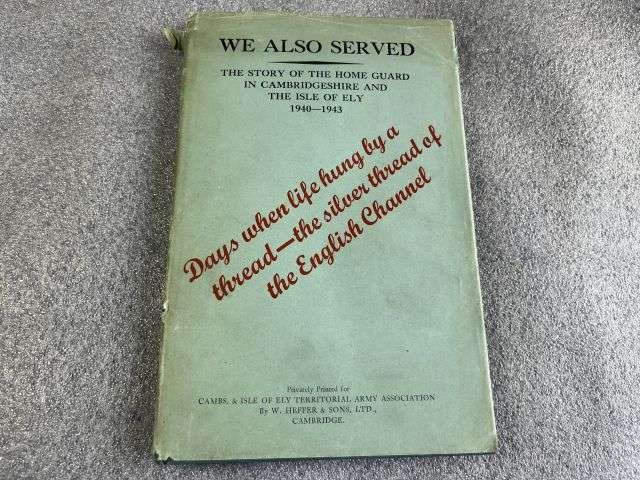 WE ALSO SERVED
THE STORY OF THE HOME GUARD
IN CAMBRIDGESHIRE AND
THE ISLE OF ELY
1940—1943
Days when life hung by a
thread—the silver thread of
the English Channel
Privately Printed for
CAMBS. & ISLE OF ELY TERRITORIAL ARMY ASSOCIATION
By W. HEFFER & SONS, LTD.,
CAMBRIDGE.